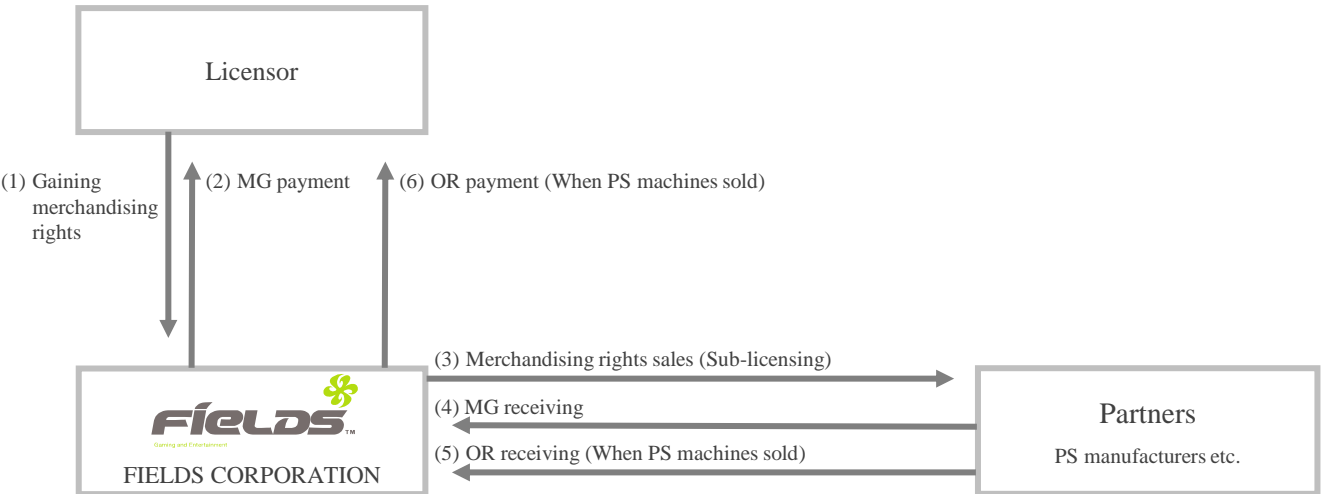 Licensor
(1) Gaining
merchandising
rights
(2) MG payment
(6) OR payment (When PS machines sold)
(3) Merchandising rights sales (Sub-licensing)
(4) MG receiving
(5) OR receiving (When PS machines sold)
FIELDS™
Gaming and Entertainment
FIELDS CORPORATION
Partners
PS manufacturers etc.